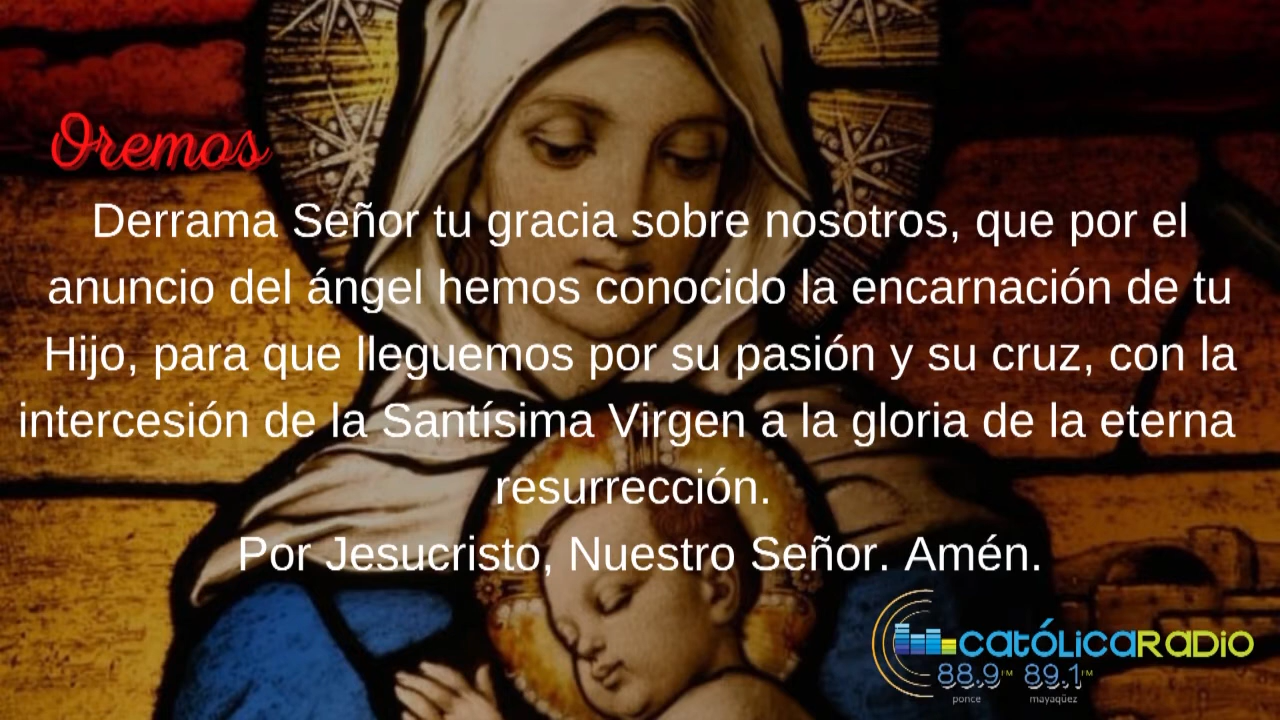 Oremos
Derrama Señor tu gracia sobre nosotros, que por el
anuncio del ángel hemos conocido la encarnación de tu
Hijo, para que lleguemos por su pasión y su cruz, con la
intercesión de la Santísima Virgen a la gloria de la eterna
resurrección.
Por Jesucristo, Nuestro Señor. Amén.
católicaRadio
88.9 FM 89.1 FM
ponce mayagüez